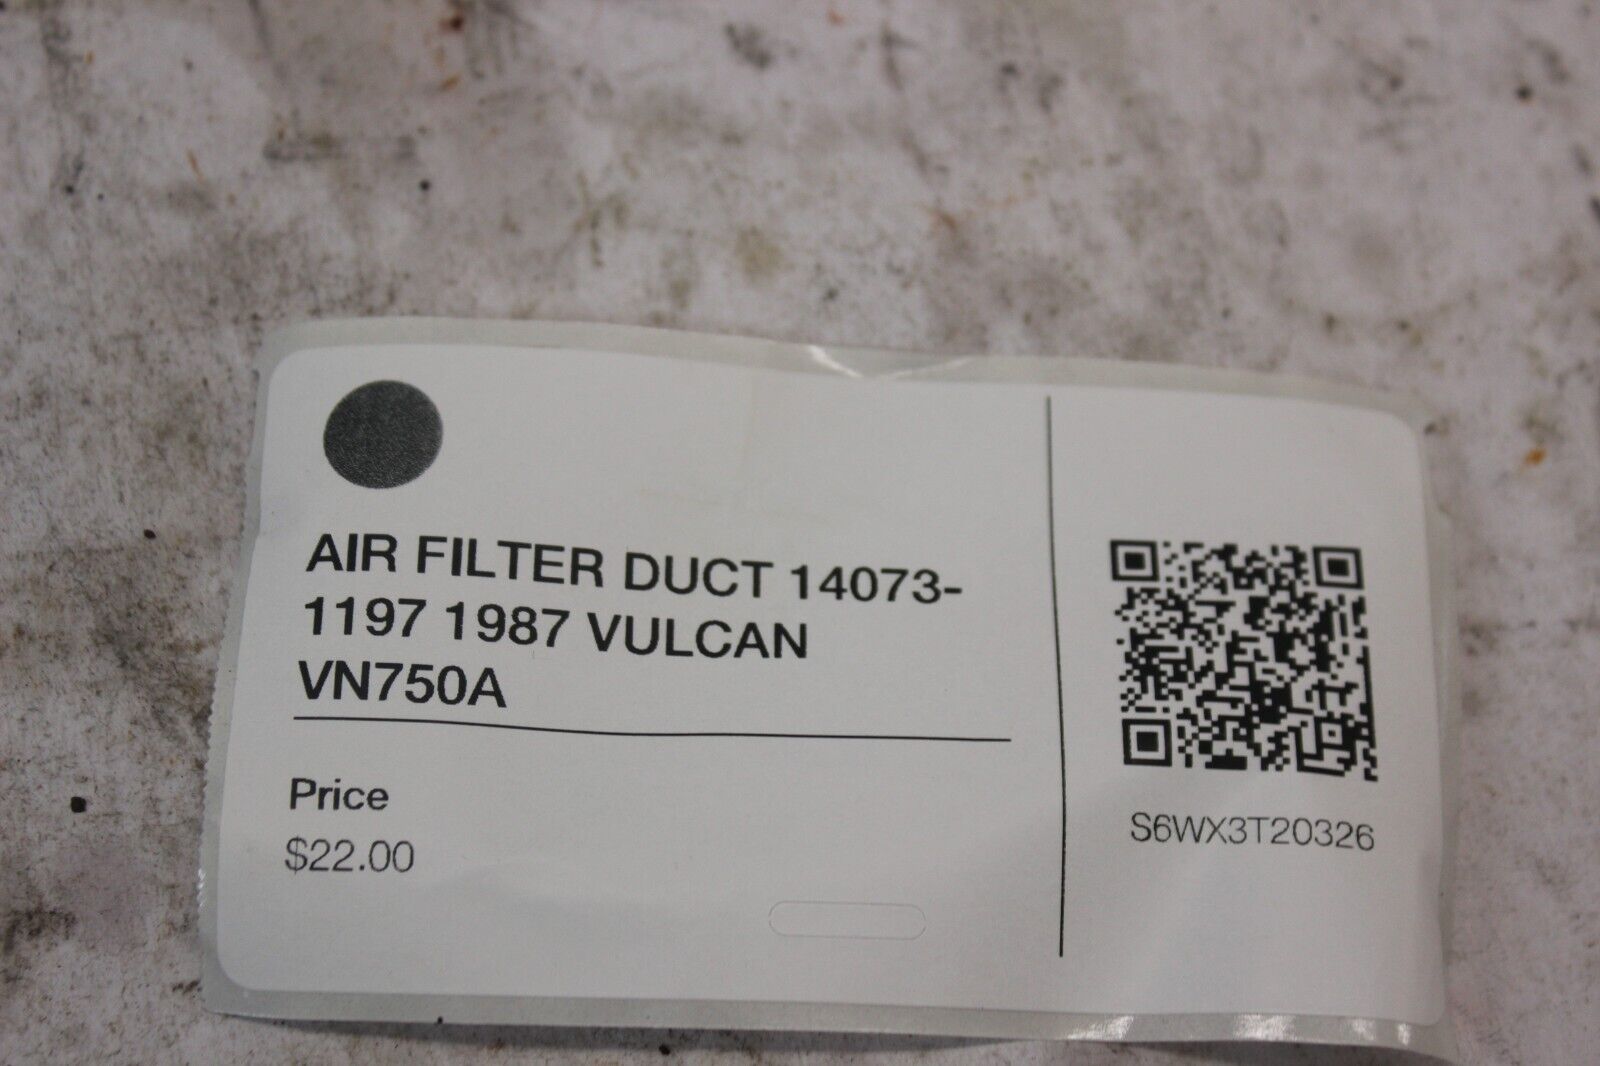 AIR FILTER DUCT 14073-
1197 1987 VULCAN
VN750A
Price
$22.00
S6WX3T20326